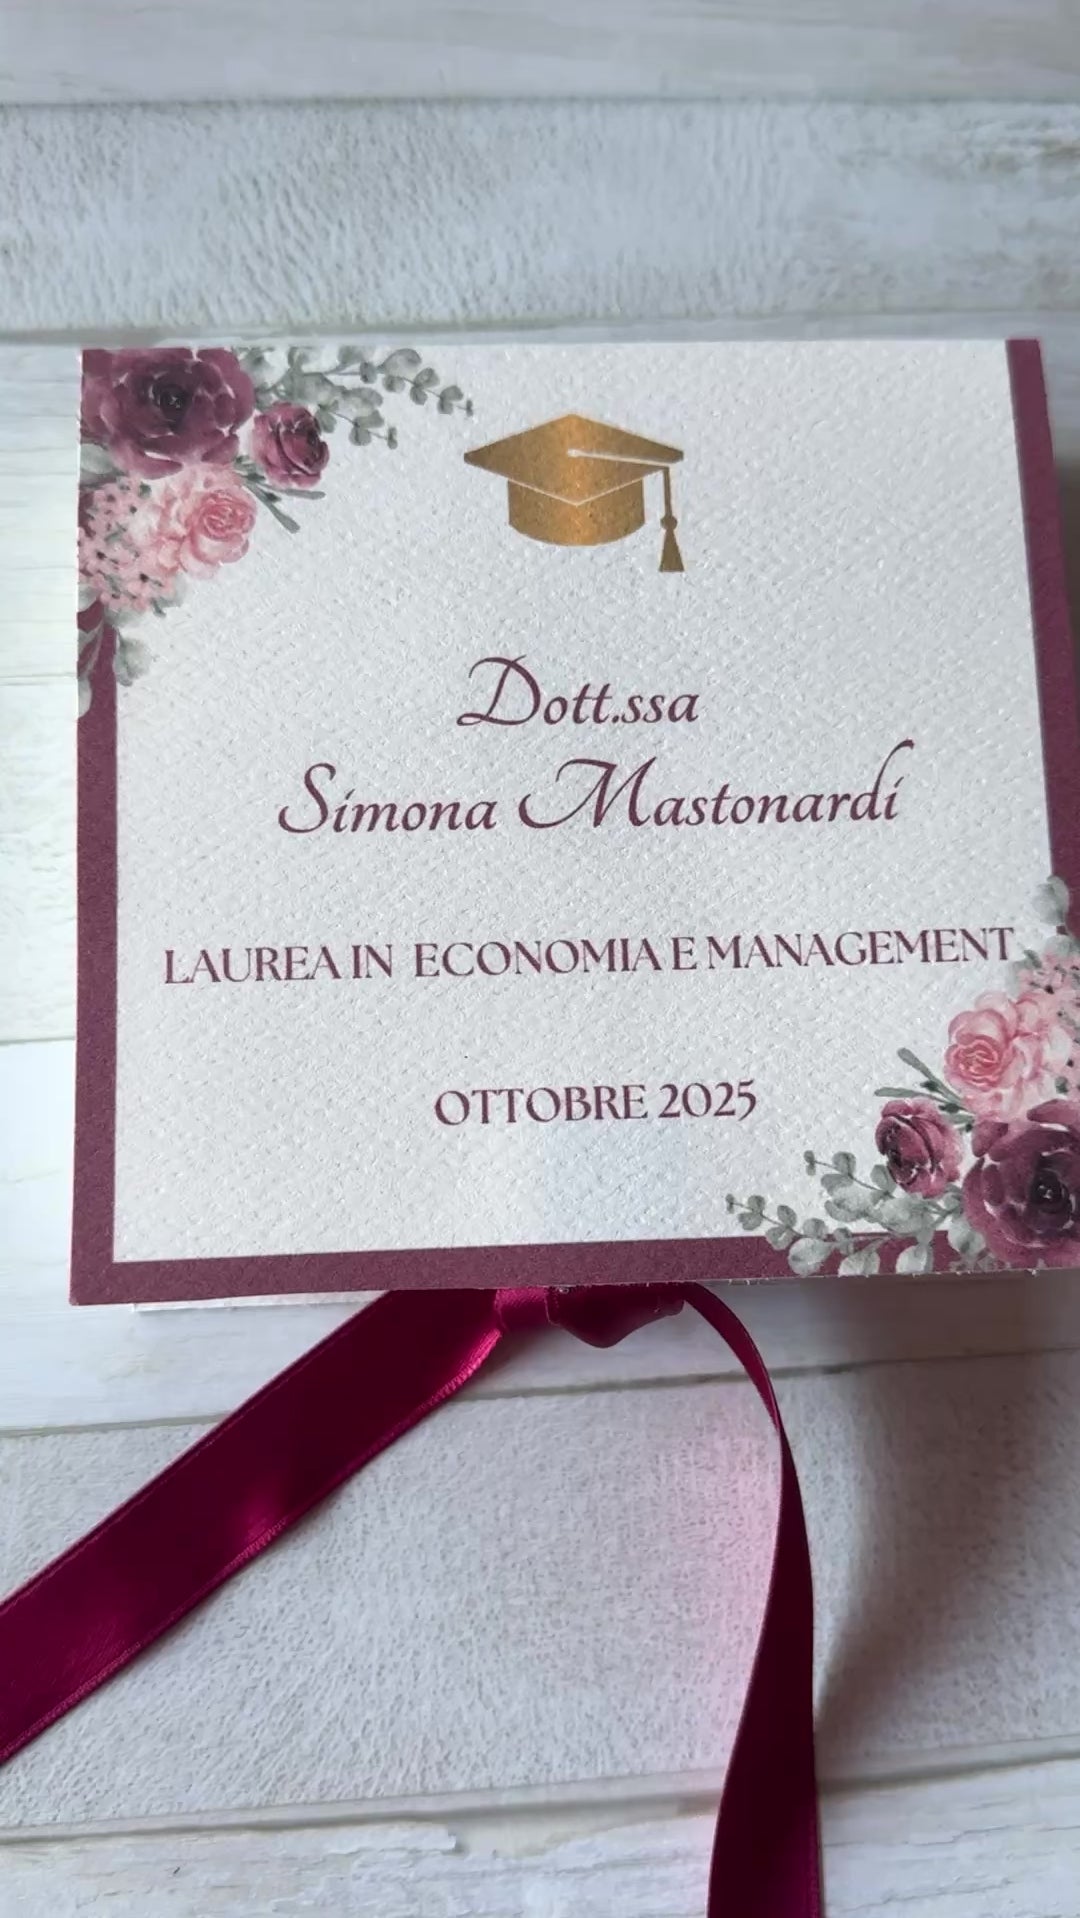 Dott.ssa
Simona Mastonardi
LAUREA IN ECONOMIA E MANAGEMENT
OTTOBRE 2025